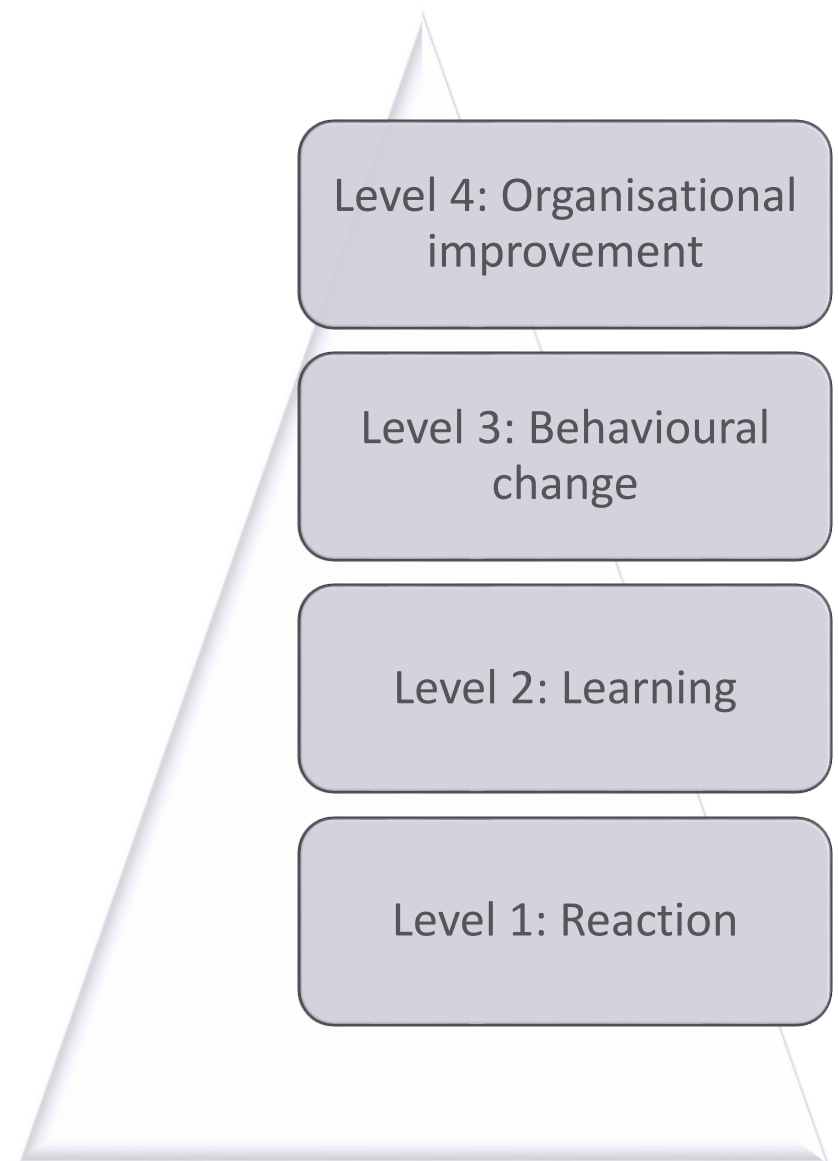 Level 4: Organisational
improvement
Level 3: Behavioural
change
Level 2: Learning
Level 1: Reaction